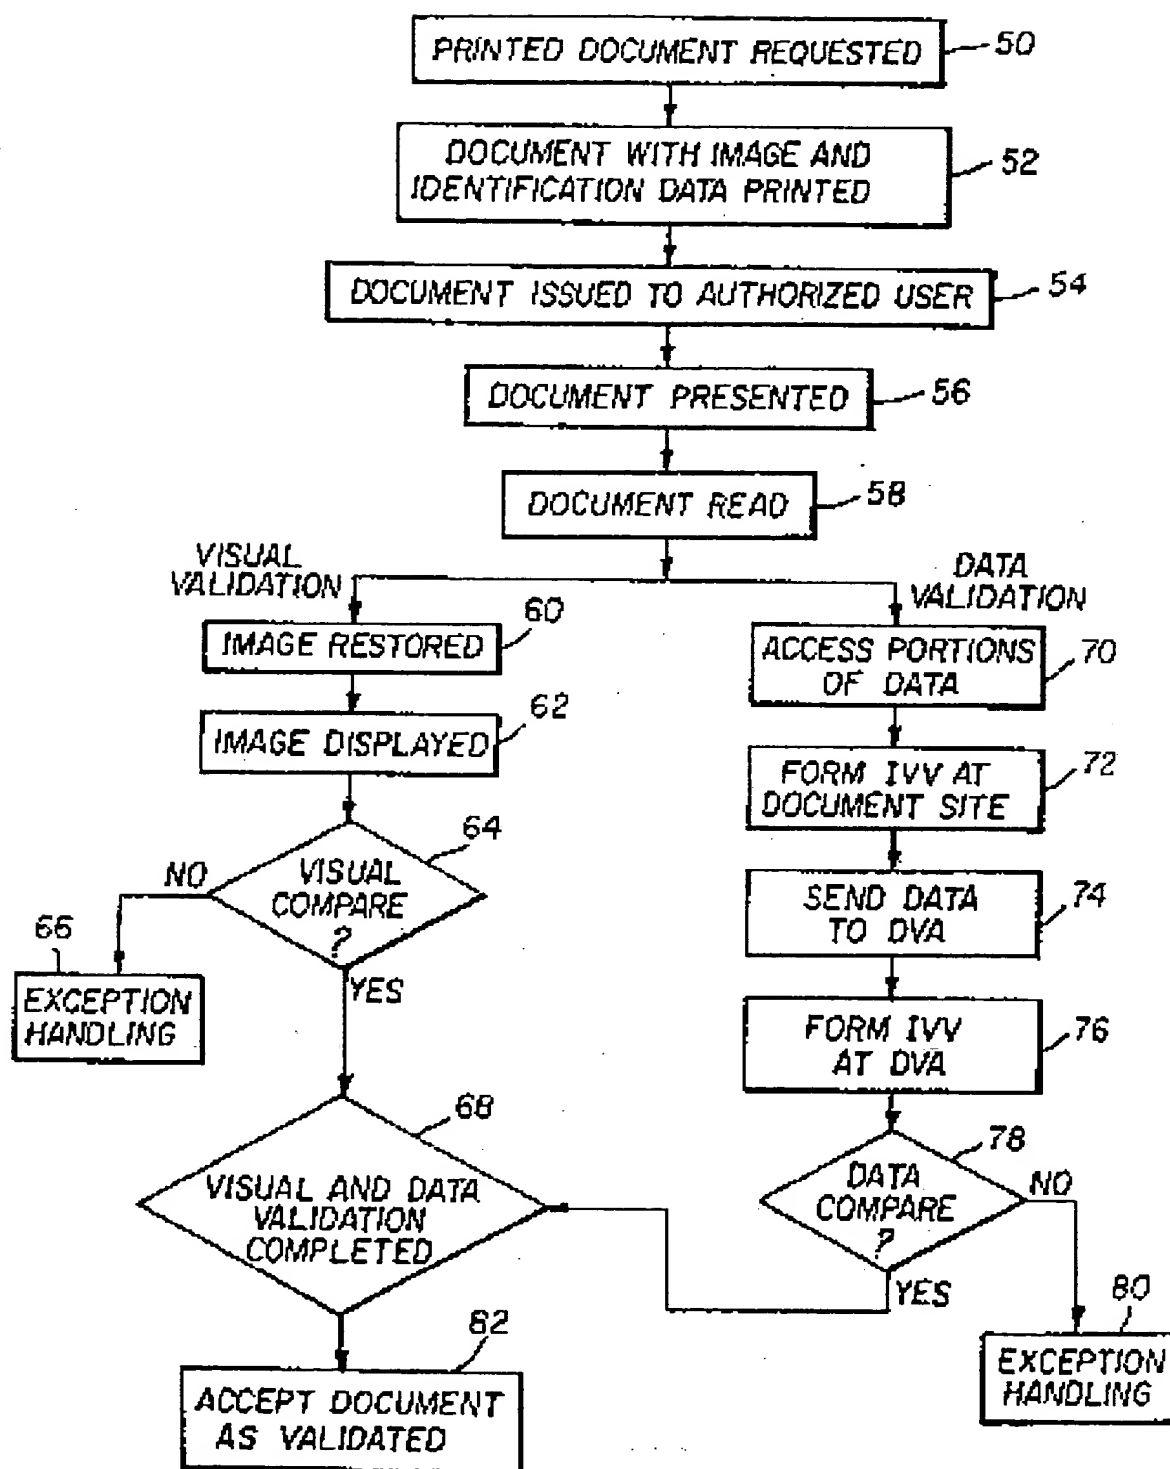 PRINTED DOCUMENT REQUESTED
50
DOCUMENT WITH IMAGE AND
IDENTIFICATION DATA PRINTED
52
DOCUMENT ISSUED TO AUTHORIZED USER
54
DOCUMENT PRESENTED
56
DOCUMENT READ
58
VISUAL
VALIDATION
DATA
VALIDATION
IMAGE RESTORED
60
IMAGE DISPLAYED
62
VISUAL
COMPARE
?
64
NO
YES
66
EXCEPTION
HANDLING
ACCESS PORTIONS
OF DATA
70
FORM IVV AT
DOCUMENT SITE
72
SEND DATA
TO DVA
74
FORM IVV
AT DVA
76
DATA
COMPARE
?
78
NO
YES
80
EXCEPTION
HANDLING
VISUAL AND DATA
VALIDATION
COMPLETED
68
82
ACCEPT DOCUMENT
AS VALIDATED